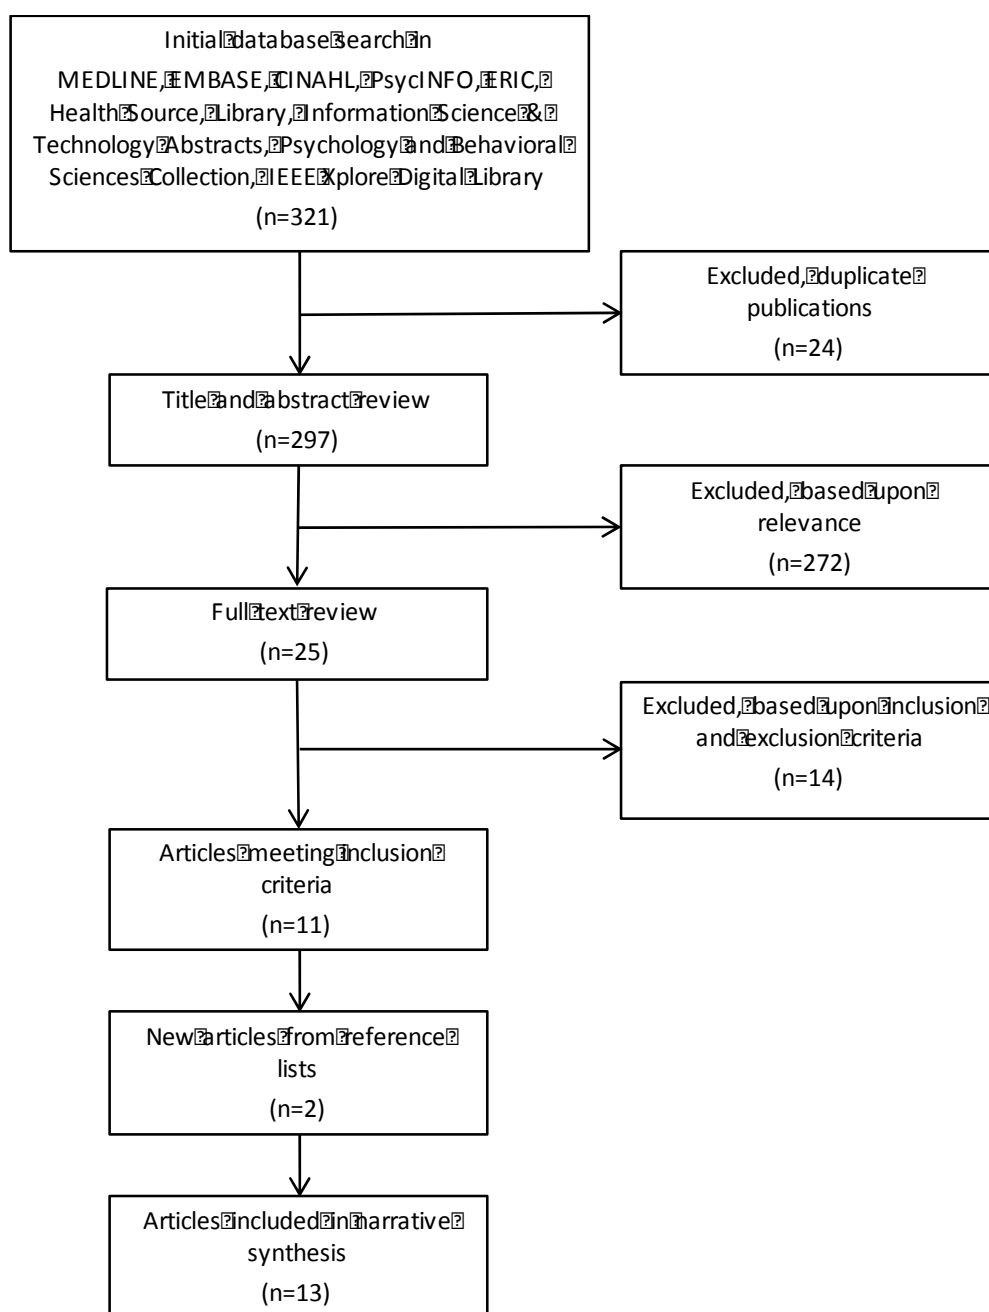 Initial database search in
MEDLINE, EMBASE, CINAHL, PsycINFO, ERIC,
Health Source, Library, Information Science &
Technology Abstracts, Psychology and Behavioral
Sciences Collection, IEEE Xplore Digital Library
(n=321)
Excluded, duplicate
publications
(n=24)
Title and abstract review
(n=297)
Excluded, based upon
relevance
(n=272)
Full text review
(n=25)
Excluded, based upon inclusion
and exclusion criteria
(n=14)
Articles meeting inclusion
criteria
(n=11)
New articles from reference
lists
(n=2)
Articles included in narrative
synthesis
(n=13)